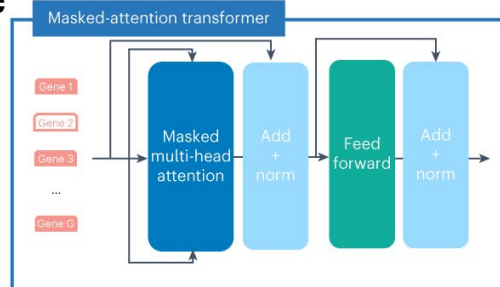 Masked-attention transformer
Gene 1
Gene 2
Gene 3
...
Gene G
Masked
multi-head
attention
Add
+
norm
Feed
forward
Add
+
norm